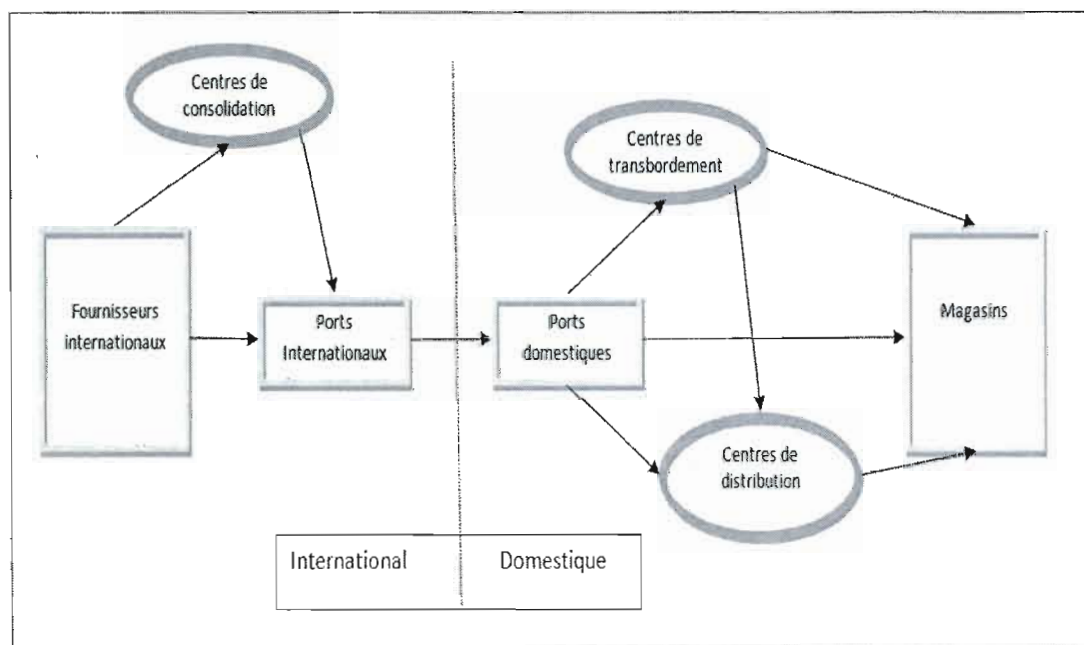 Centres de
consolidation
Centres de
transbordement
Fournisseurs
internationaux
Ports
Internationaux
Ports
domestiques
Magasins
Centres de
distribution
International
Domestique